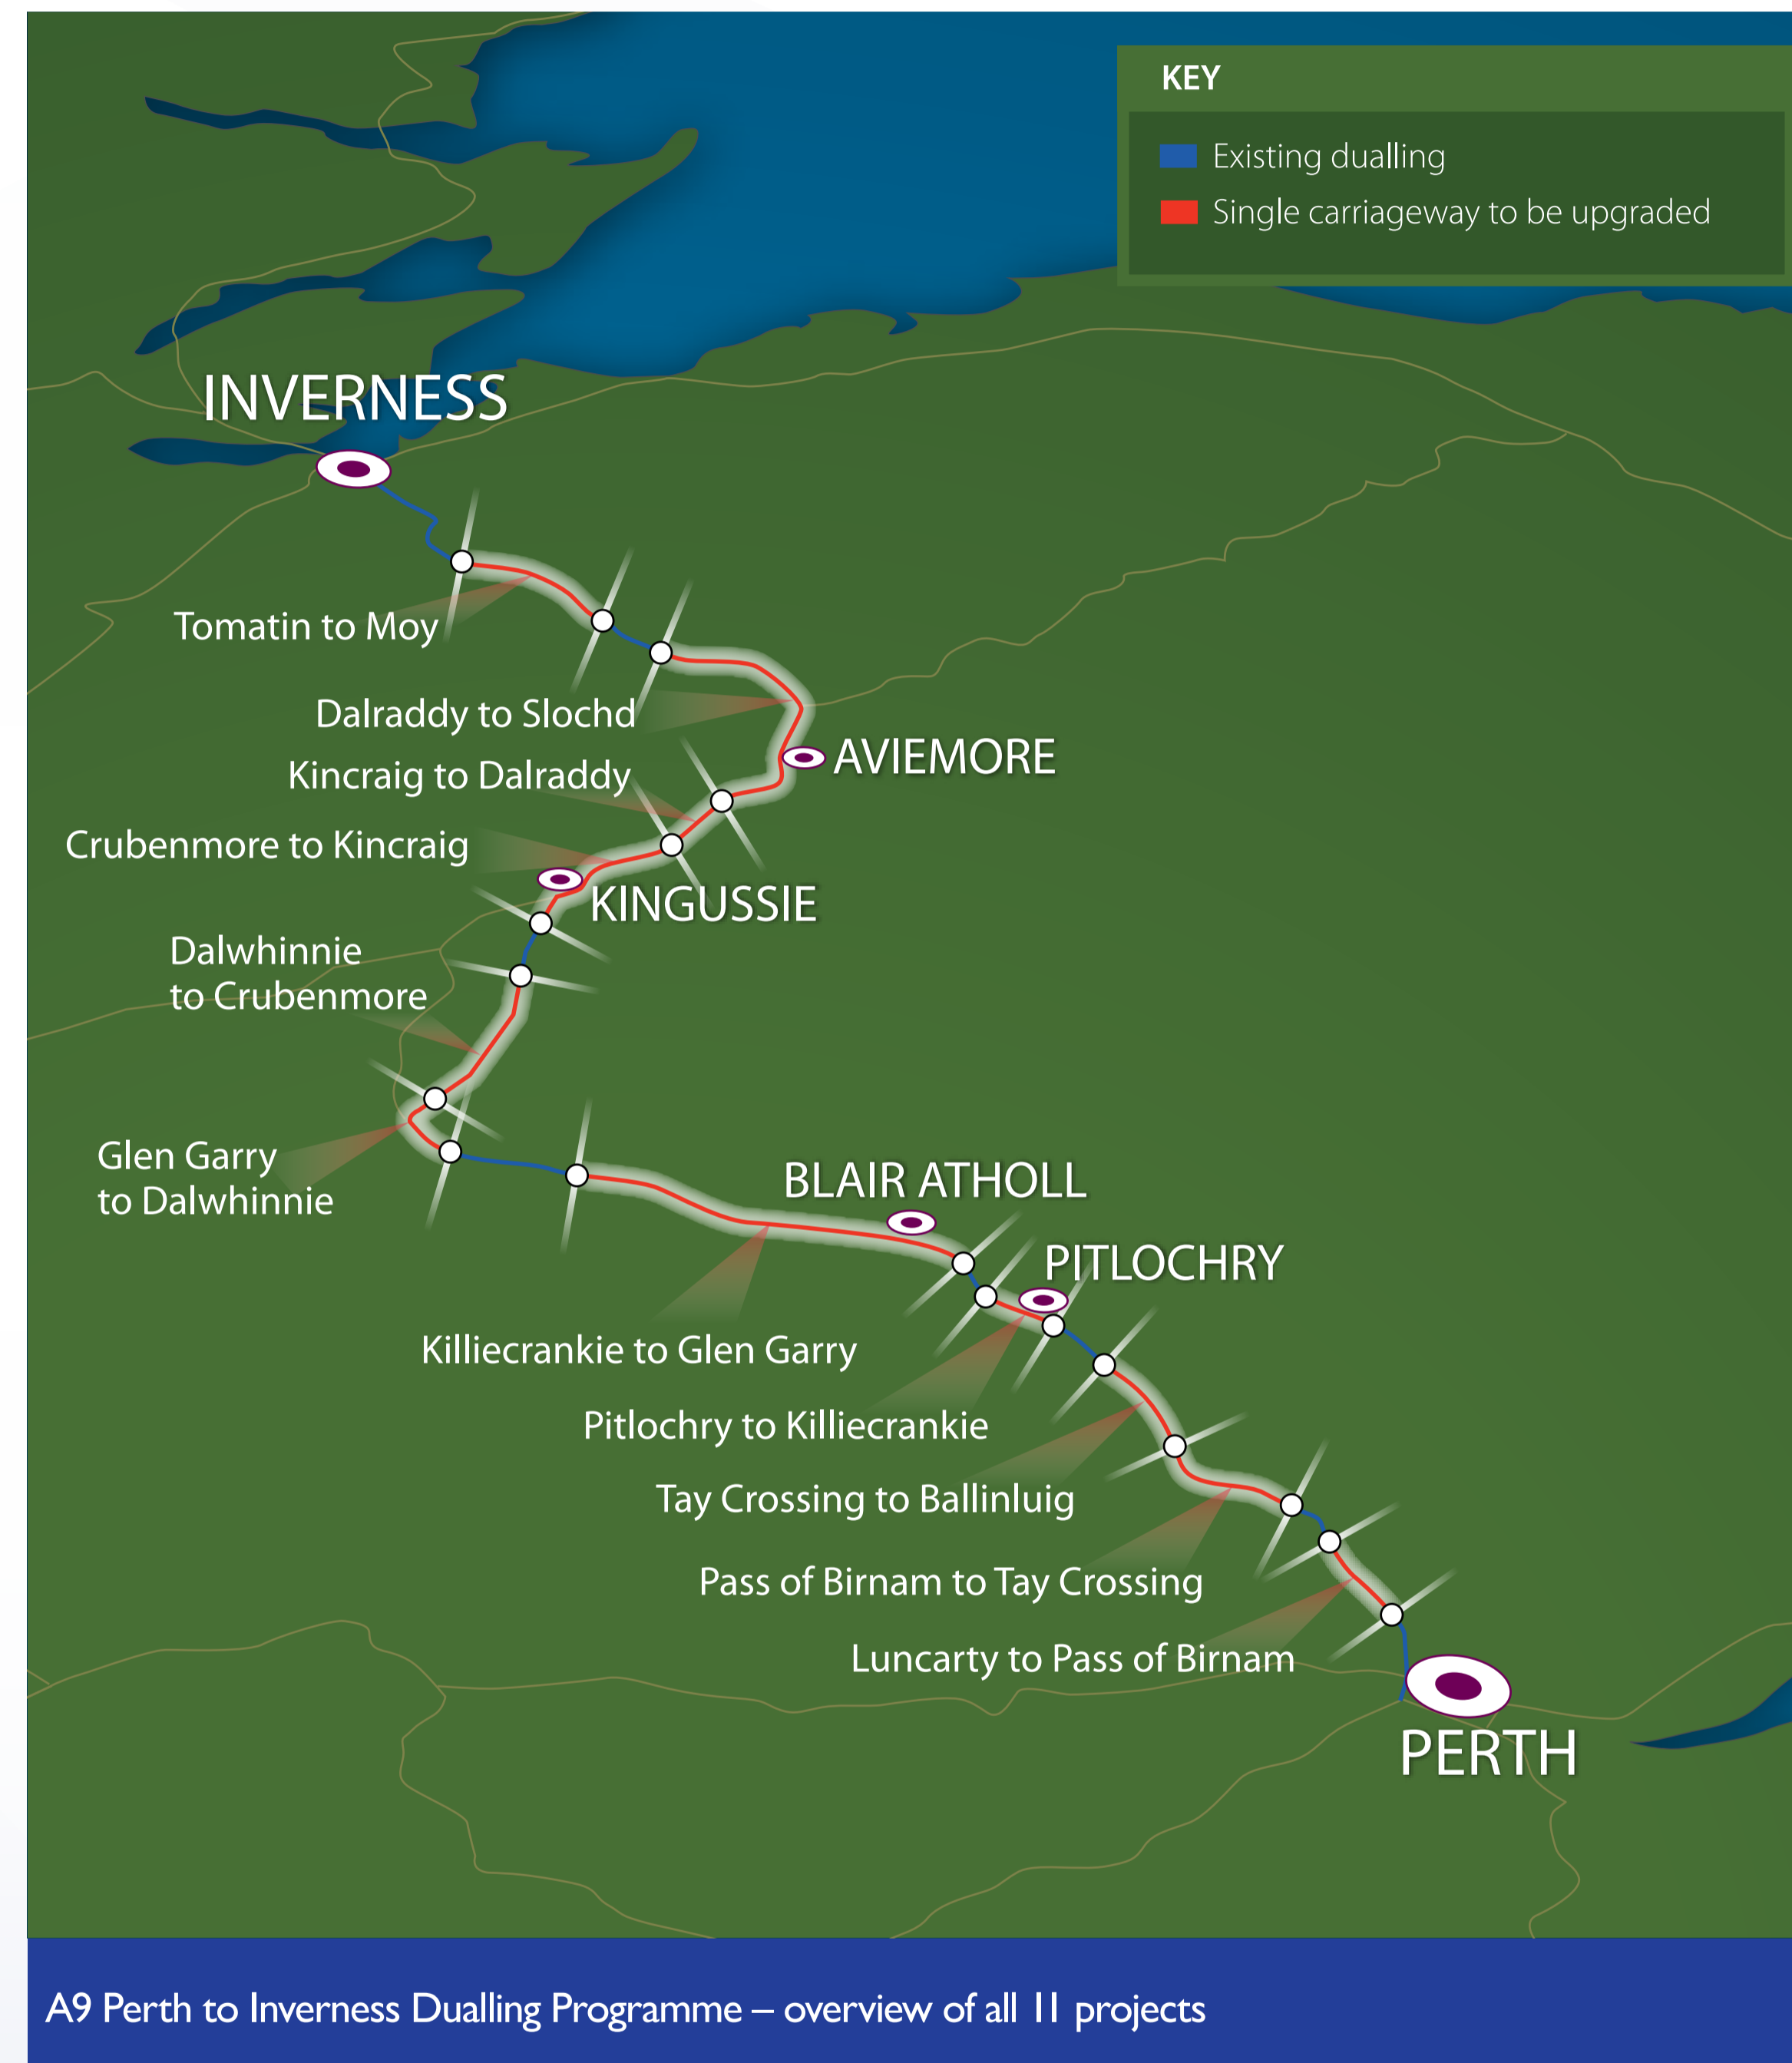 KEY
Existing dualling
Single carriageway to be upgraded
INVERNESS
Tomatin to Moy
Dalraddy to Slochd
AVIEMORE
Kincraig to Dalraddy
Crubenmore to Kincraig
KINGUSSIE
Dalwhinnie
to Crubenmore
Glen Garry
to Dalwhinnie
BLAIR ATHOLL
PITLOCHRY
Killiecrankie to Glen Garry
Pitlochry to Killiecrankie
Tay Crossing to Ballinluig
Pass of Birnam to Tay Crossing
Luncarty to Pass of Birnam
PERTH
A9 Perth to Inverness Dualling Programme – overview of all 11 projects